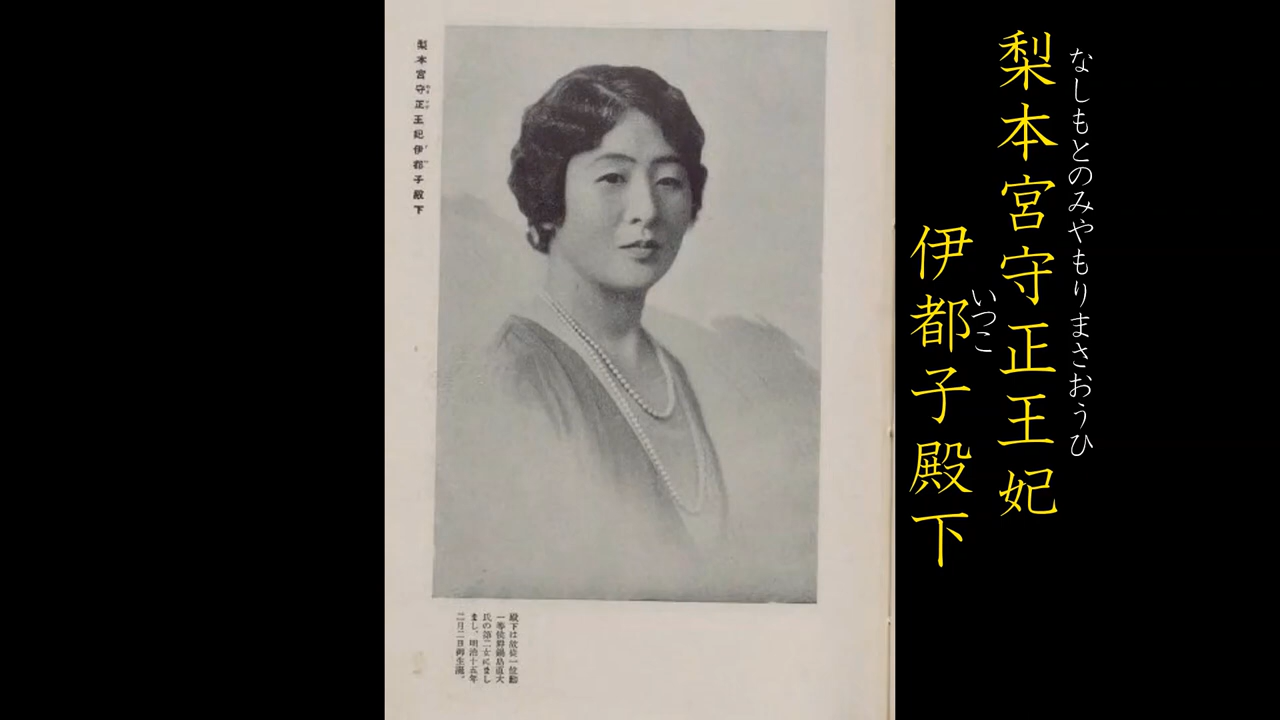 なしもとのみやもりまさおうひ
梨本宮守正王妃
いつこ
伊都子殿下
梨本宮守正王妃伊都子殿下
殿下は故従一位勲
一等侯爵鍋島直大
氏の第二女にまし
まし、明治十五年
二月二日御生誕。